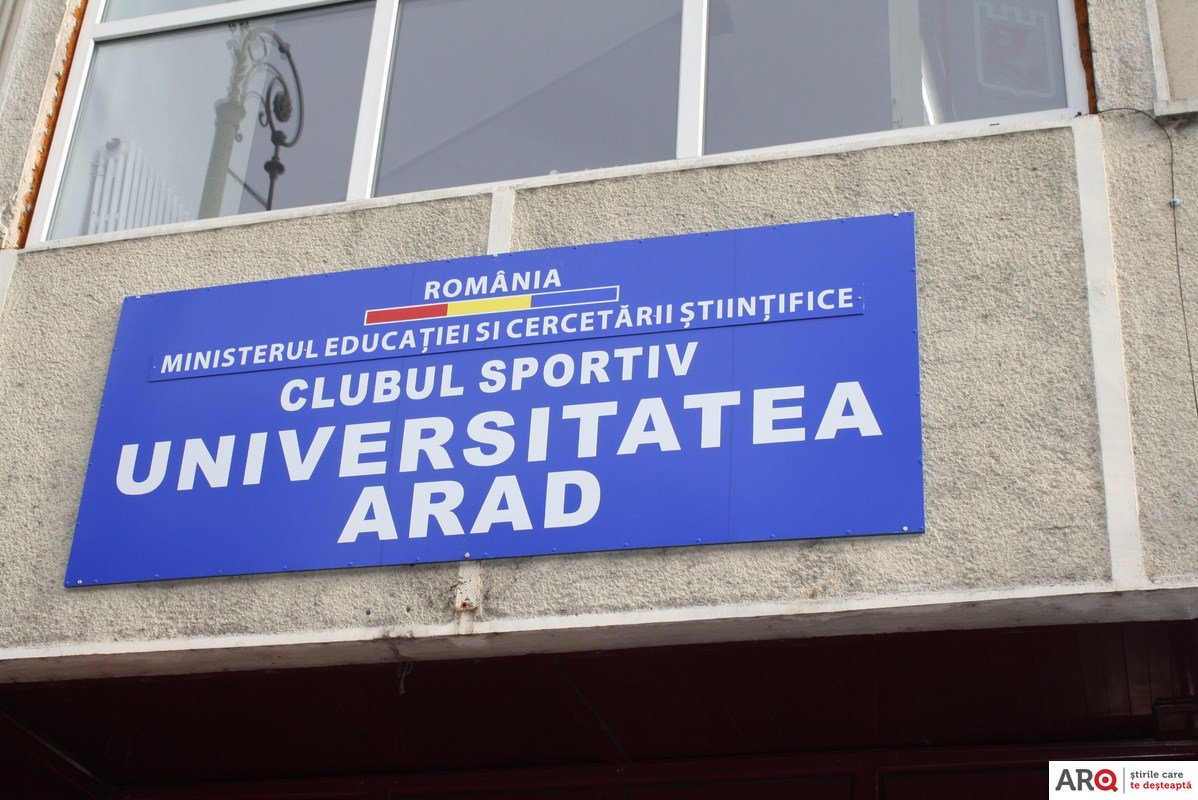 ROMÂNIA
MINISTERUL EDUCAȚIEI SI CERCETĂRII ȘTIINȚIFICE
CLUBUL SPORTIV
UNIVERSITATEA
ARAD
ARQ știrile care
te deșteaptă